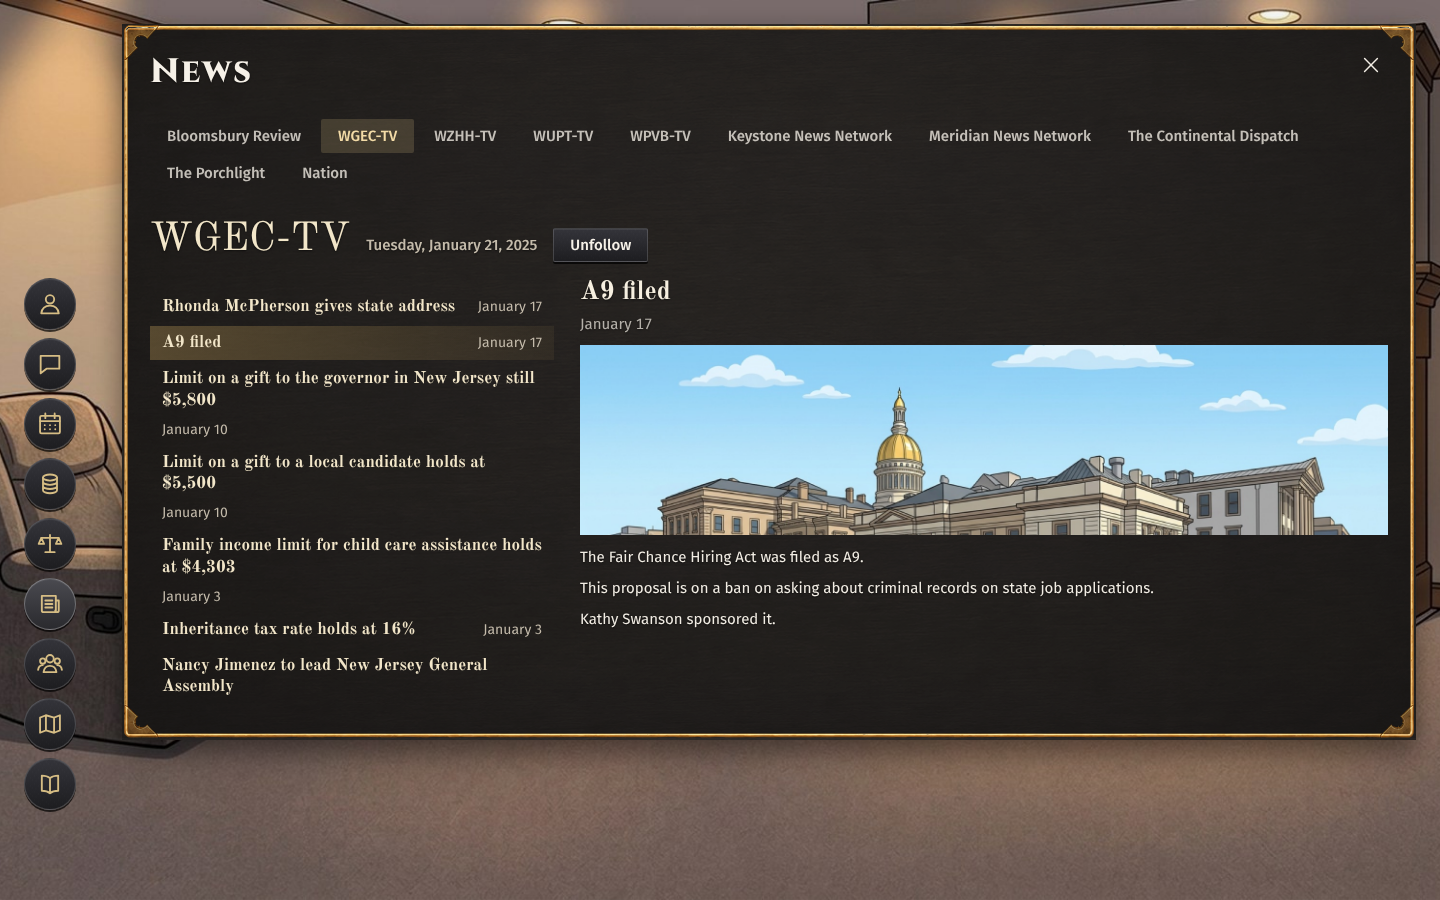 News
Bloomsbury Review
WGEC-TV
WZHH-TV
WUPT-TV
WPVB-TV
Keystone News Network
Meridian News Network
The Continental Dispatch
The Porchlight
Nation
WGEC-TV
Tuesday, January 21, 2025
Unfollow
Rhonda McPherson gives state address
January 17
A9 filed
January 17
Limit on a gift to the governor in New Jersey still
$5,800
January 10
Limit on a gift to a local candidate holds at
$5,500
January 10
Family income limit for child care assistance holds
at $4,303
January 3
Inheritance tax rate holds at 16%
January 3
Nancy Jimenez to lead New Jersey General
Assembly
A9 filed
January 17
The Fair Chance Hiring Act was filed as A9.
This proposal is on a ban on asking about criminal records on state job applications.
Kathy Swanson sponsored it.